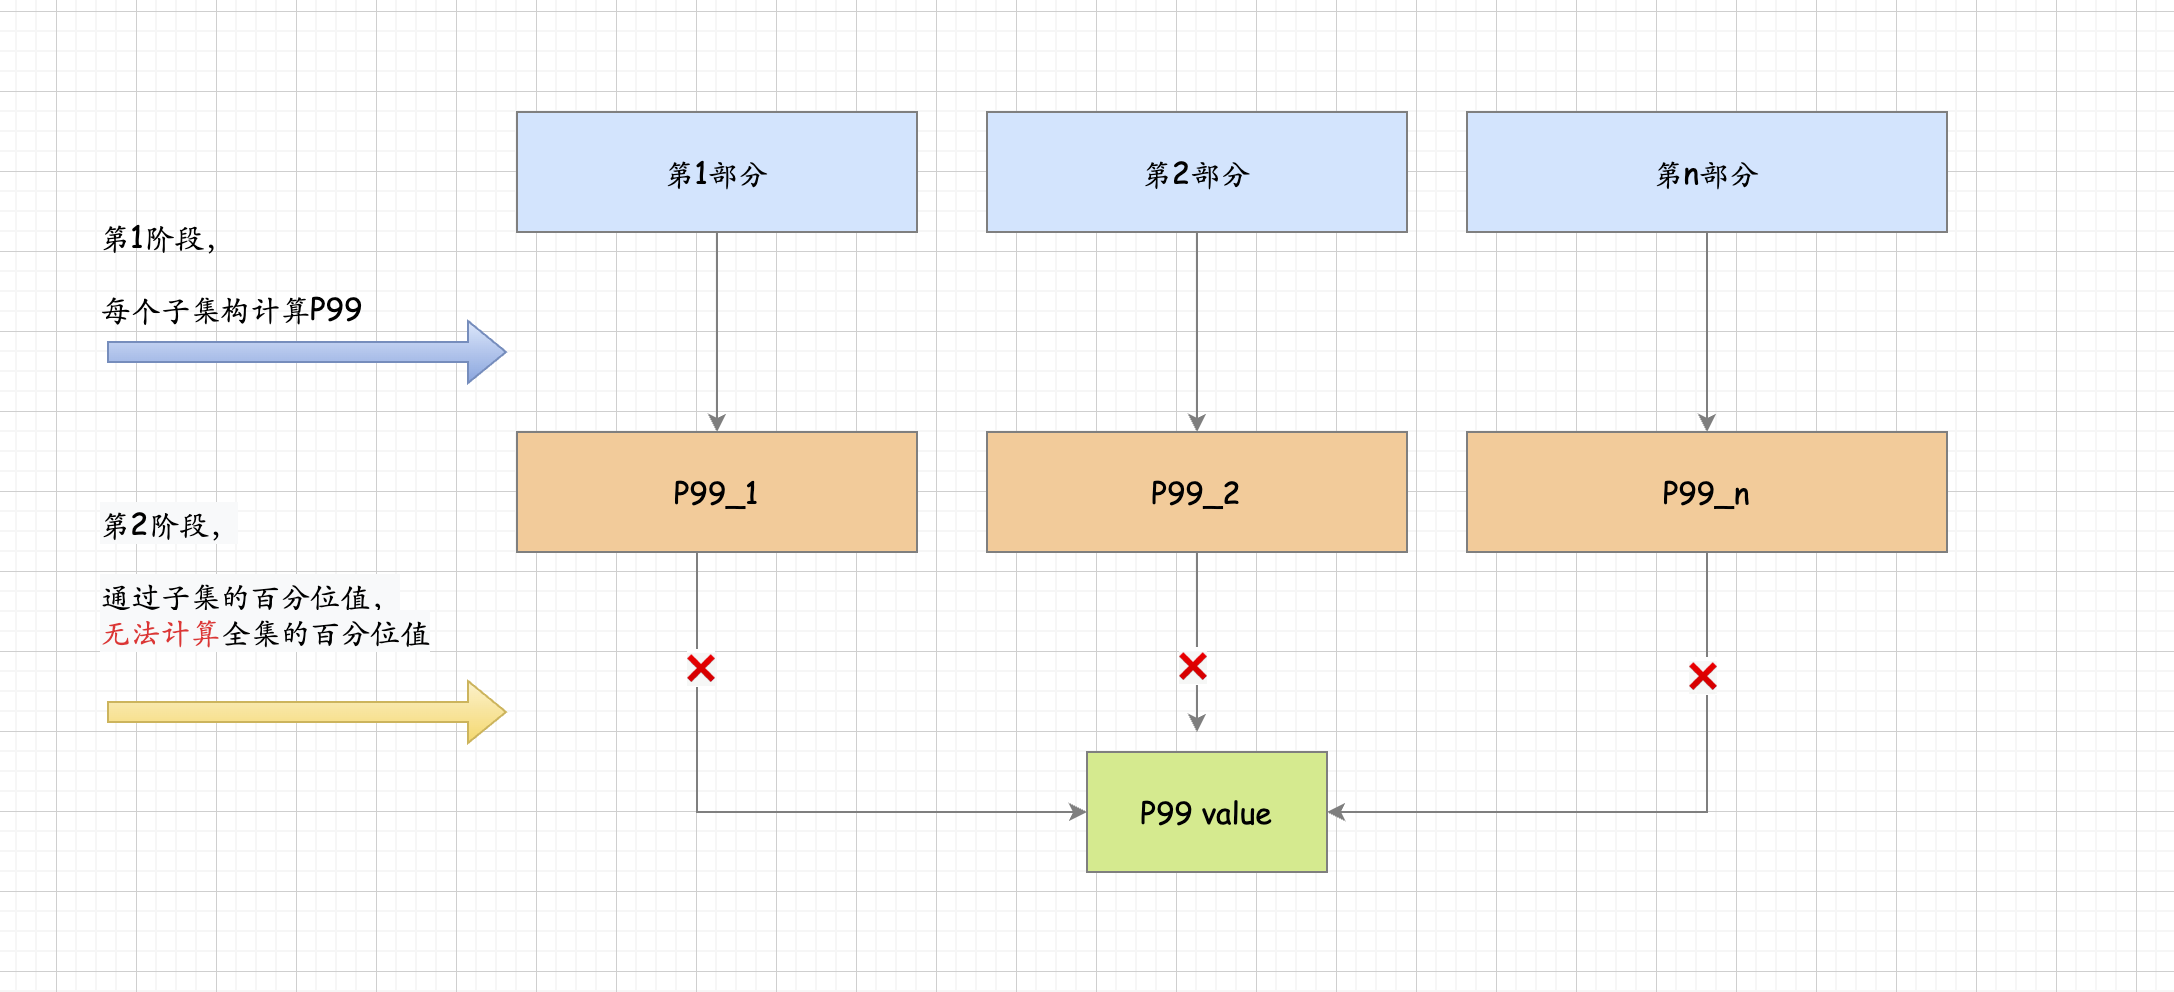 第1部分
第2部分
第n部分
第1阶段，
每个子集构计算P99
P99_1
P99_2
P99_n
第2阶段，
通过子集的百分位值，
无法计算全集的百分位值
P99 value